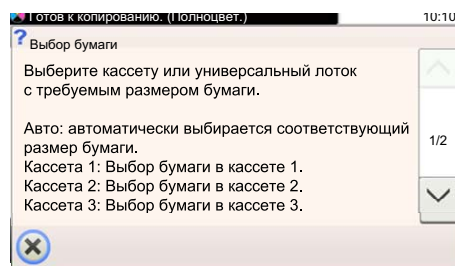 Готов к копированию. (Полноцвет.)
10:10
? Выбор бумаги
Выберите кассету или универсальный лоток
с требуемым размером бумаги.
Авто: автоматически выбирается соответствующий
размер бумаги.
1/2
Кассета 1: Выбор бумаги в кассете 1.
Кассета 2: Выбор бумаги в кассете 2.
Кассета 3: Выбор бумаги в кассете 3.